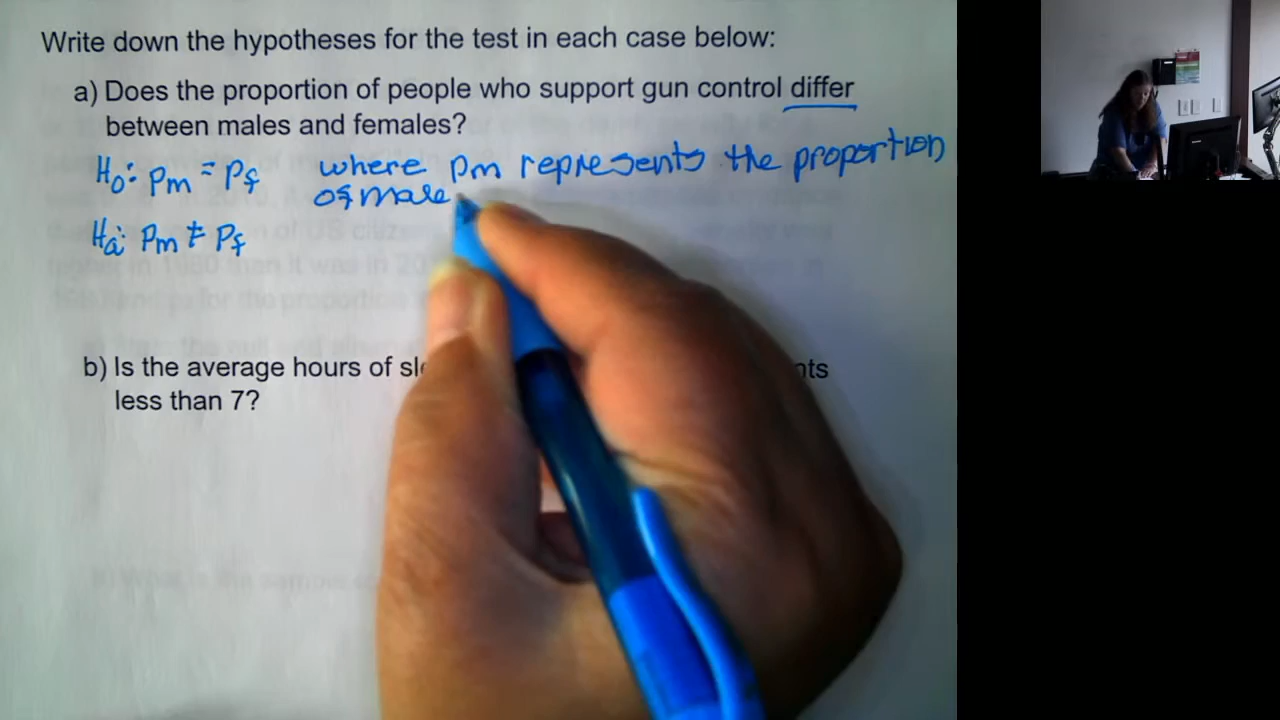 Write down the hypotheses for the test in each case below:
a) Does the proportion of people who support gun control differ
between males and females?
H₀: pm = pf where pm represents the proportion
of male
Hₐ: pm ≠ pf
b) Is the average hours of
less than 7?